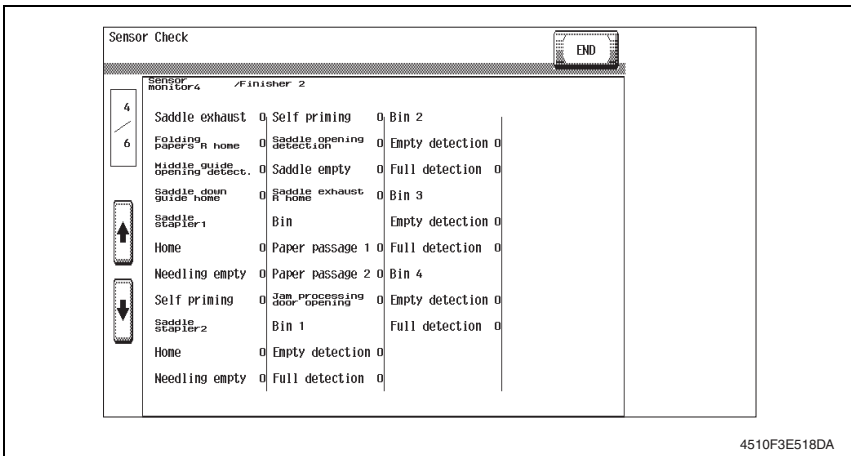 Sensor Check
END
Sensor
monitor4 /Finisher 2
4
/
6
Saddle exhaust 0
Folding
papers R home 0
Middle guide
opening detect. 0
Saddle down
guide home 0
Saddle
stapler1
Home 0
Needling empty 0
Self priming 0
Saddle
stapler2
Home 0
Needling empty 0
Self priming 0
Saddle opening
detection 0
Saddle empty 0
Saddle exhaust
R home 0
Bin
Paper passage 1 0
Paper passage 2 0
Jam processing
door opening 0
Bin 1
Empty detection 0
Full detection 0
Bin 2
Empty detection 0
Full detection 0
Bin 3
Empty detection 0
Full detection 0
Bin 4
Empty detection 0
Full detection 0
4510F3E518DA